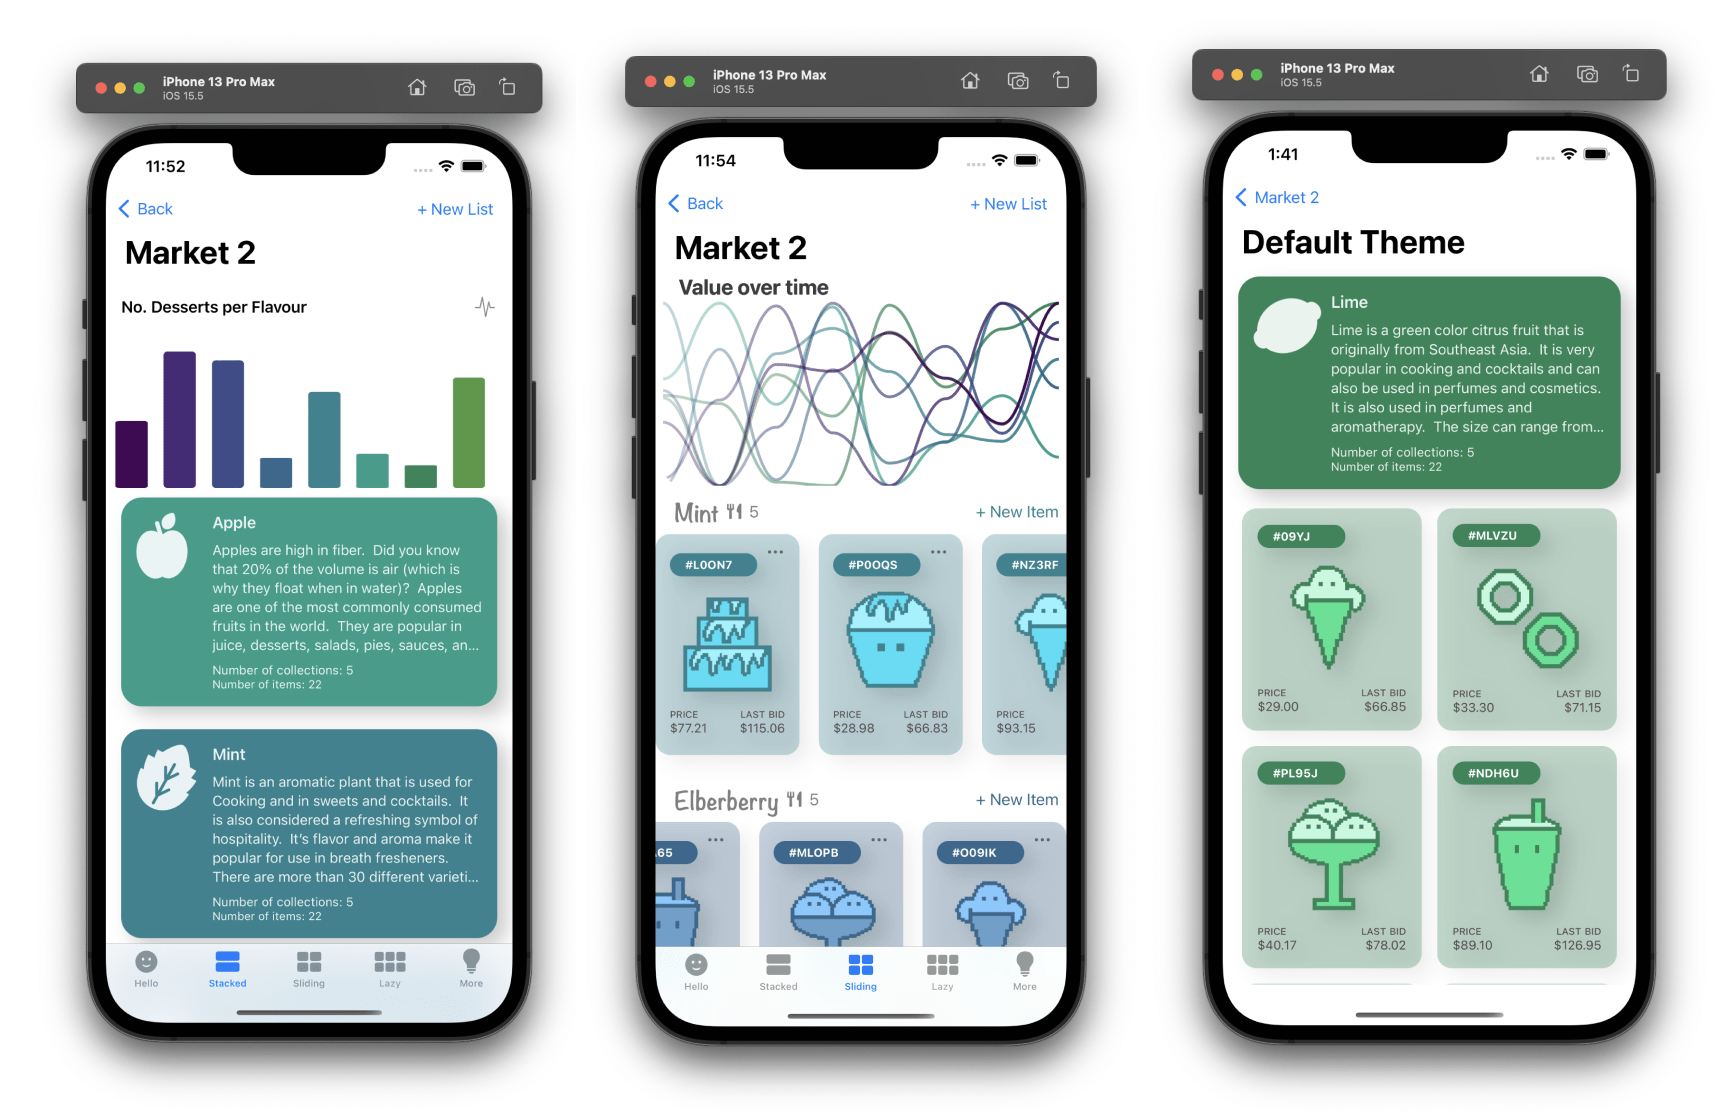 iPhone 13 Pro Max
iOS 15.5
11:52
Back
+ New List
Market 2
No. Desserts per Flavour
Apple
Apples are high in fiber. Did you know
that 20% of the volume is air (which is
why they float when in water)? Apples
are one of the most commonly consumed
fruits in the world. They are popular in
juice, desserts, salads, pies, sauces, an...
Number of collections: 5
Number of items: 22
Mint
Mint is an aromatic plant that is used for
Cooking and in sweets and cocktails. It
is also considered a refreshing symbol of
hospitality. It's flavor and aroma make it
popular for use in breath fresheners.
There are more than 30 different varieti...
Number of collections: 5
Number of items: 22
Hello
Stacked
Sliding
Lazy
More
iPhone 13 Pro Max
iOS 15.5
11:54
Back
+ New List
Market 2
Value over time
Mint 5
+ New Item
#L0ON7
#P0OQS
#NZ3RF
PRICE
$77.21
LAST BID
$115.06
PRICE
$28.98
LAST BID
$66.83
PRICE
$93.15
Elberberry 5
+ New Item
65
#MLOPB
#O09IK
Hello
Stacked
Sliding
Lazy
More
iPhone 13 Pro Max
iOS 15.5
1:41
Market 2
Default Theme
Lime
Lime is a green color citrus fruit that is
originally from Southeast Asia. It is very
popular in cooking and cocktails and can
also be used in perfumes and cosmetics.
It is also used in perfumes and
aromatherapy. The size can range from...
Number of collections: 5
Number of items: 22
#09YJ
PRICE
$29.00
LAST BID
$66.85
#MLVZU
PRICE
$33.30
LAST BID
$71.15
#PL95J
PRICE
$40.17
LAST BID
$78.02
#NDH6U
PRICE
$89.10
LAST BID
$126.95